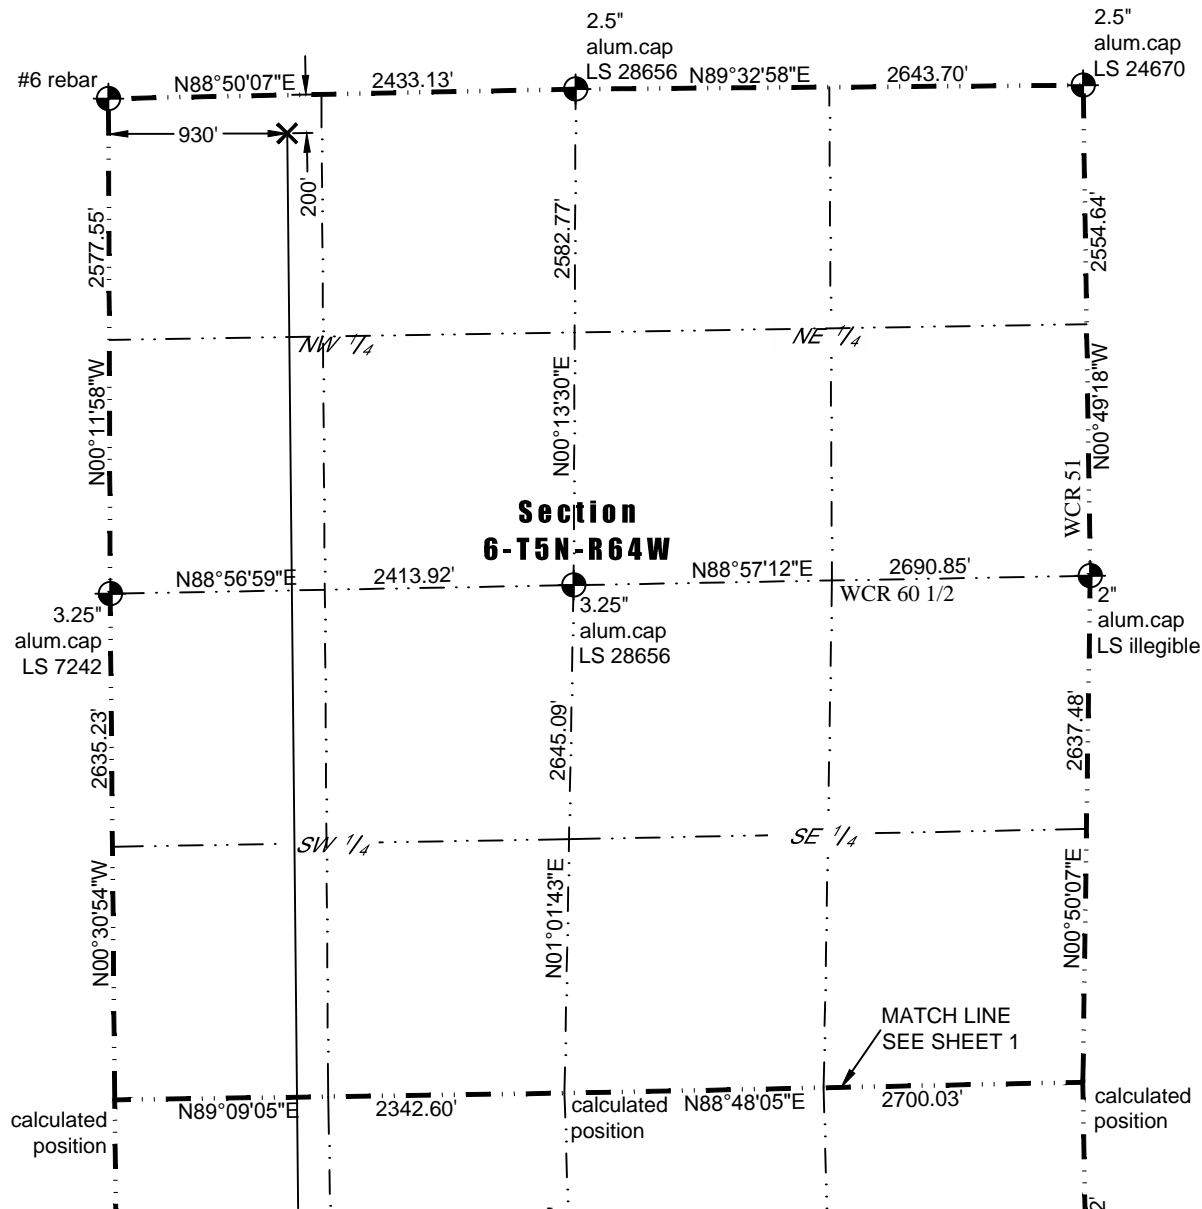 2.5"
alum.cap
LS 28656
2.5"
alum.cap
LS 24670
#6 rebar
N88°50'07"E
2433.13'
N89°32'58"E
2643.70'
930'
200'
2577.55'
2582.77'
2554.64'
NW 1/4
NE 1/4
N00°11'58"W
N00°13'30"E
N00°49'18"W
WCR 51
Section
6-T5N-R64W
N88°56'59"E
2413.92'
N88°57'12"E
2690.85'
WCR 60 1/2
3.25"
alum.cap
LS 7242
3.25"
alum.cap
LS 28656
2"
alum.cap
LS illegible
2635.23'
2645.09'
2637.48'
SW 1/4
SE 1/4
N00°30'54"W
N01°01'43"E
N00°50'07"E
MATCH LINE
SEE SHEET 1
N89°09'05"E
2342.60'
N88°48'05"E
2700.03'
calculated
position
calculated
position
calculated
position